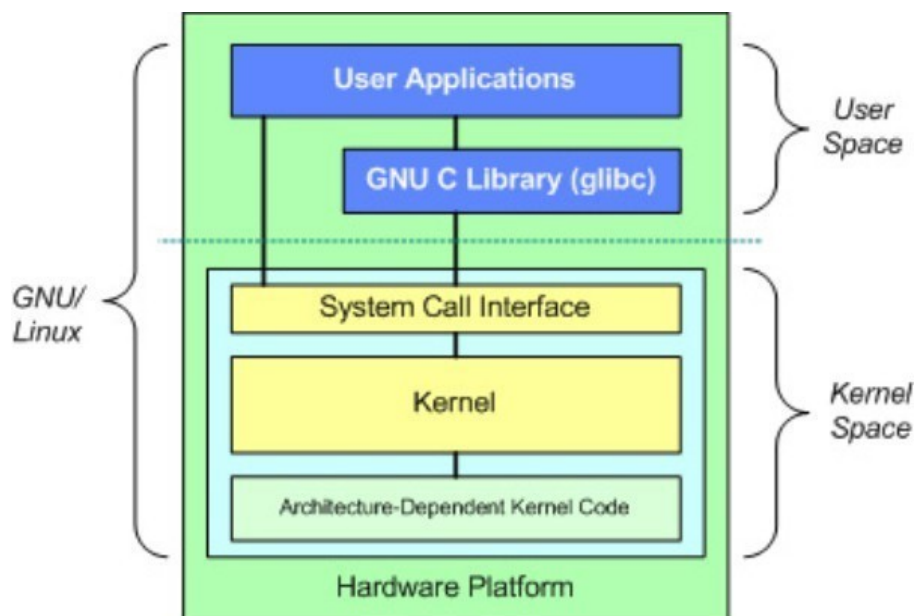 User Applications
GNU C Library (glibc)
User
Space
GNU/
Linux
System Call Interface
Kernel
Kernel
Space
Architecture-Dependent Kernel Code
Hardware Platform